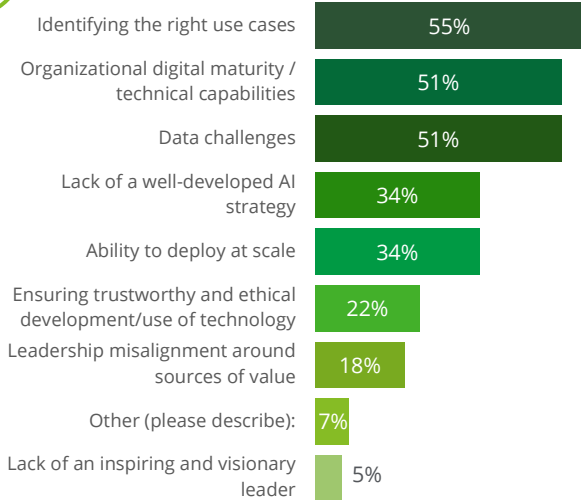 Identifying the right use cases
55%
Organizational digital maturity /
technical capabilities
51%
Data challenges
51%
Lack of a well-developed AI
strategy
34%
Ability to deploy at scale
34%
Ensuring trustworthy and ethical
development/use of technology
22%
Leadership misalignment around
sources of value
18%
Other (please describe):
7%
Lack of an inspiring and visionary
leader
5%